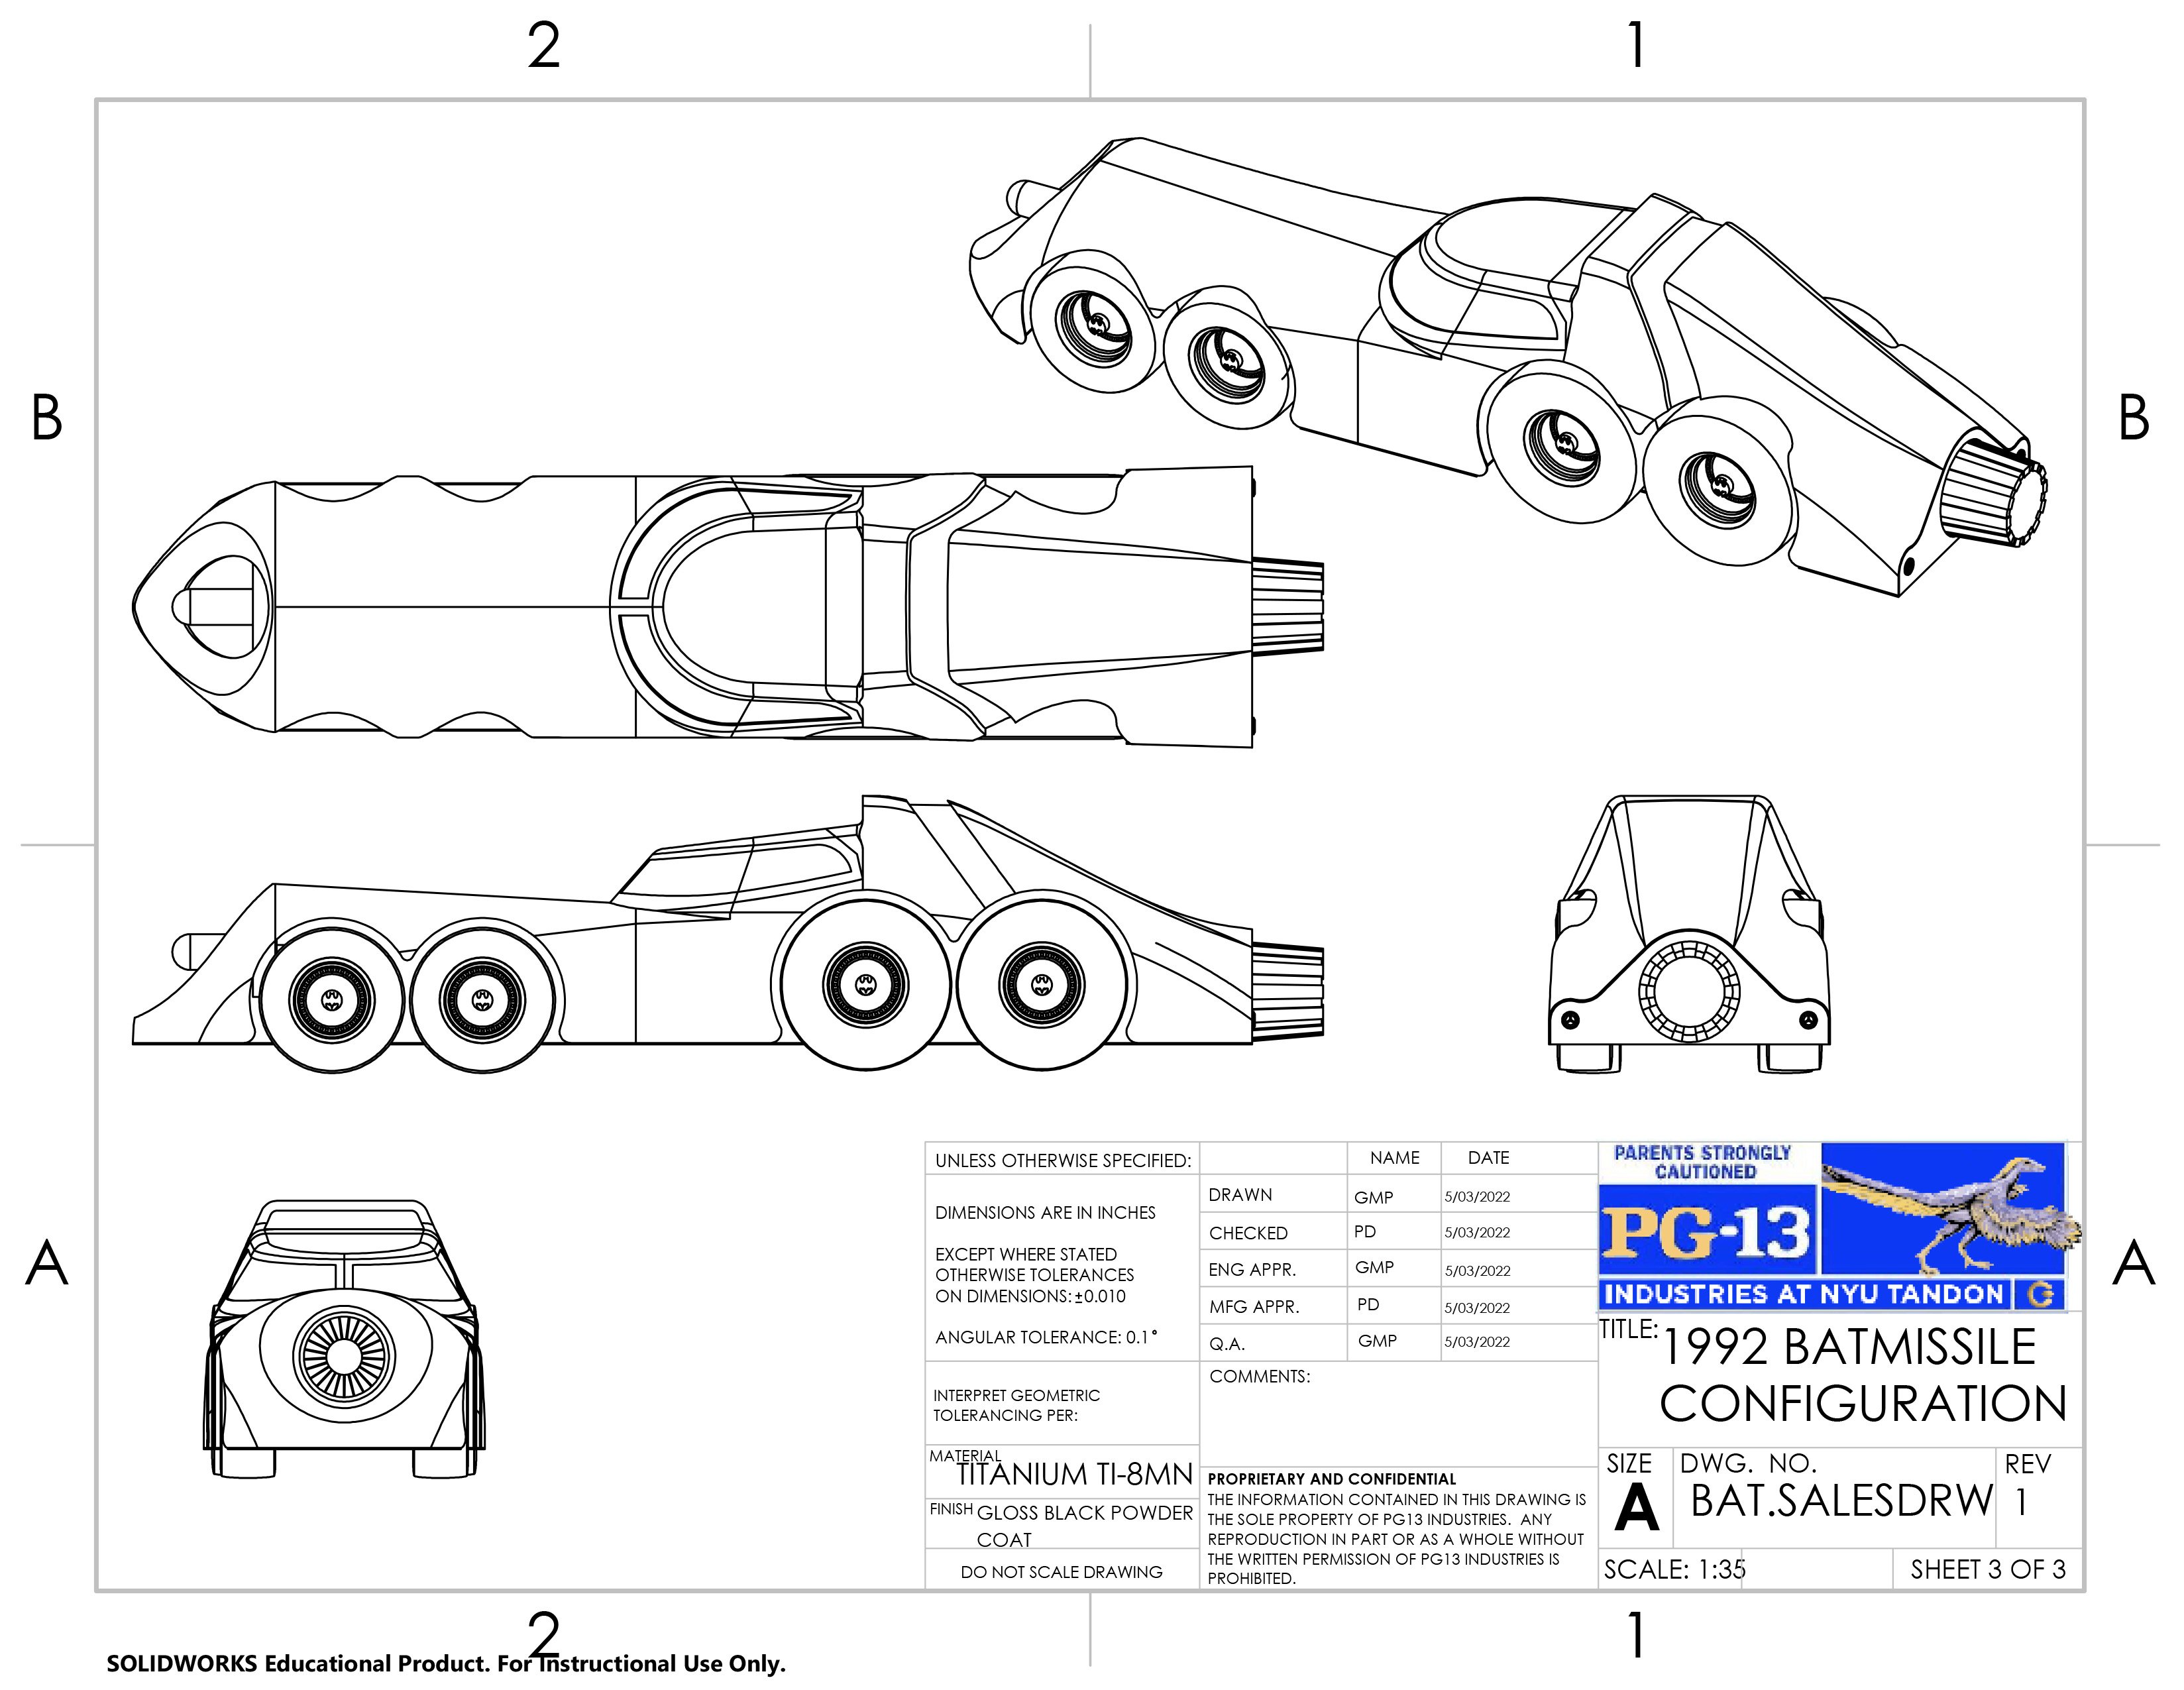 2
1
B
B
A
A
UNLESS OTHERWISE SPECIFIED:
DIMENSIONS ARE IN INCHES
EXCEPT WHERE STATED
OTHERWISE TOLERANCES
ON DIMENSIONS: ±0.010
ANGULAR TOLERANCE: 0.1°
INTERPRET GEOMETRIC
TOLERANCING PER:
MATERIAL
TITANIUM TI-8MN
FINISH GLOSS BLACK POWDER
COAT
DO NOT SCALE DRAWING
NAME DATE
DRAWN GMP 5/03/2022
CHECKED PD 5/03/2022
ENG APPR. GMP 5/03/2022
MFG APPR. PD 5/03/2022
Q.A. GMP 5/03/2022
COMMENTS:
PROPRIETARY AND CONFIDENTIAL
THE INFORMATION CONTAINED IN THIS DRAWING IS
THE SOLE PROPERTY OF PG13 INDUSTRIES. ANY
REPRODUCTION IN PART OR AS A WHOLE WITHOUT
THE WRITTEN PERMISSION OF PG13 INDUSTRIES IS
PROHIBITED.
PARENTS STRONGLY
CAUTIONED
PG-13
INDUSTRIES AT NYU TANDON
TITLE: 1992 BATMISSILE
CONFIGURATION
SIZE DWG. NO. REV
A BAT.SALESDRW 1
SCALE: 1:35 SHEET 3 OF 3
2
1
SOLIDWORKS Educational Product. For Instructional Use Only.